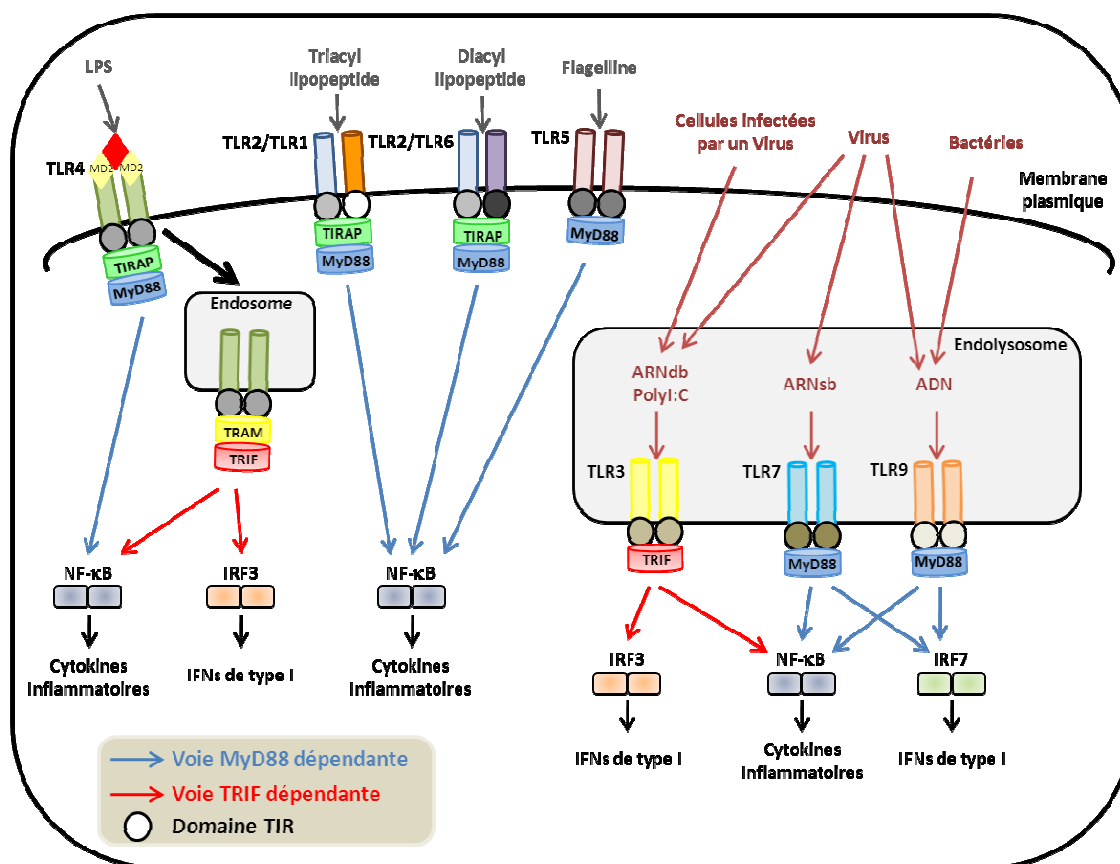 LPS
Triacyl
lipopeptide
Diacyl
lipopeptide
Flagelline
TLR4
MD2
MD2
TLR2/TLR1
TLR2/TLR6
TLR5
Cellules infectées
par un Virus
Virus
Bactéries
Membrane
plasmique
TIRAP
MyD88
TIRAP
MyD88
TIRAP
MyD88
MyD88
Endosome
TRAM
TRIF
Endolysosome
ARNdb
PolyI:C
ARNsb
ADN
TLR3
TLR7
TLR9
TRIF
MyD88
MyD88
NF-κB
IRF3
NF-κB
Cytokines
Inflammatoires
IFNs de type I
Cytokines
Inflammatoires
IRF3
NF-κB
IRF7
IFNs de type I
Cytokines
Inflammatoires
IFNs de type I
Voie MyD88 dépendante
Voie TRIF dépendante
Domaine TIR